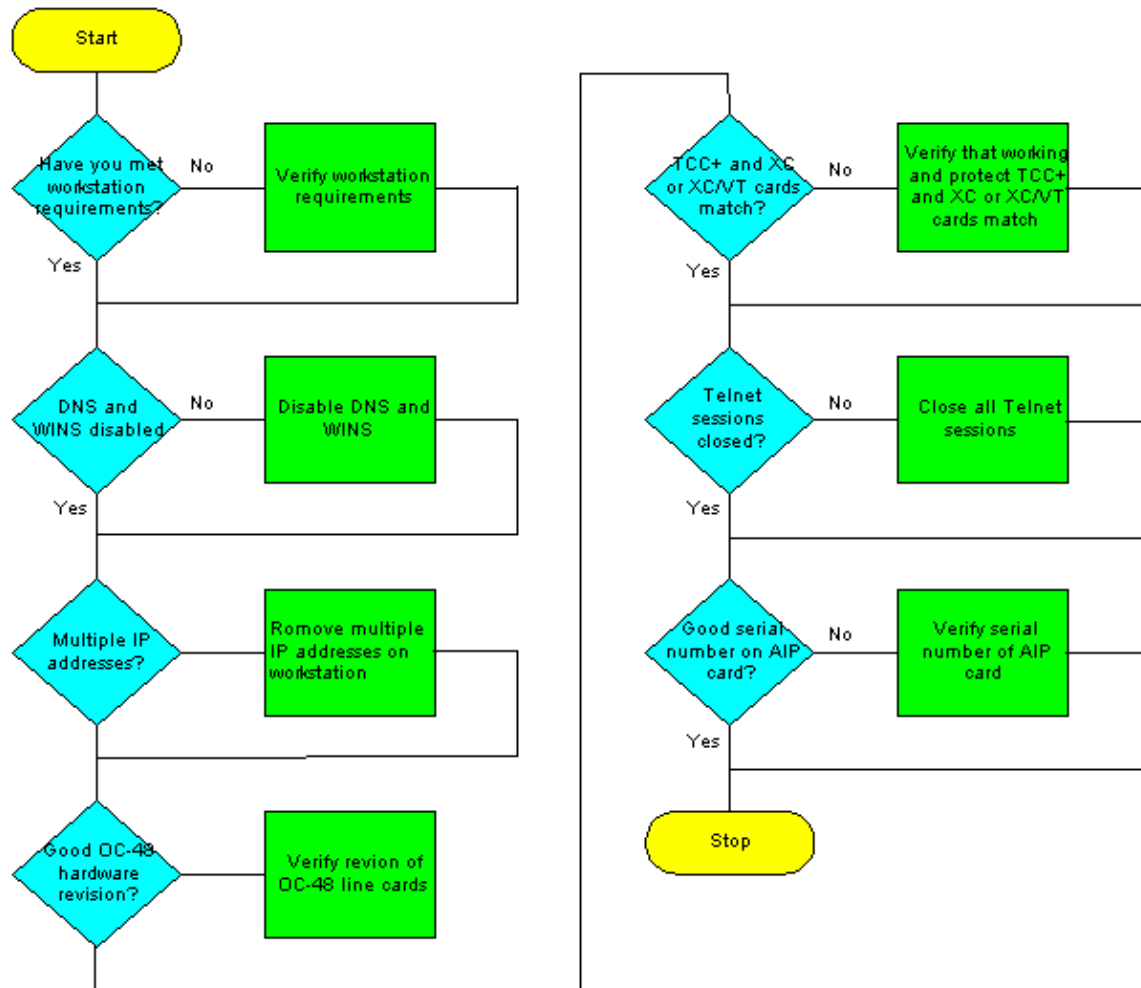 Start
Have you met
workstation
requirements?
No
Verify workstation
requirements
Yes
DNS and
WINS disabled
No
Disable DNS and
WINS
Yes
Multiple IP
addresses?
Romove multiple
IP addresses on
workstation
Good OC-48
hardware
revision?
Verify revion of
OC-48 line cards
TCC+ and XC
or XC/VT cards
match?
No
Verify that working
and protect TCC+
and XC or XC/VT
cards match
Yes
Telnet
sessions
closed?
No
Close all Telnet
sessions
Yes
Good serial
number on AIP
card?
No
Verify serial
number of AIP
card
Yes
Stop